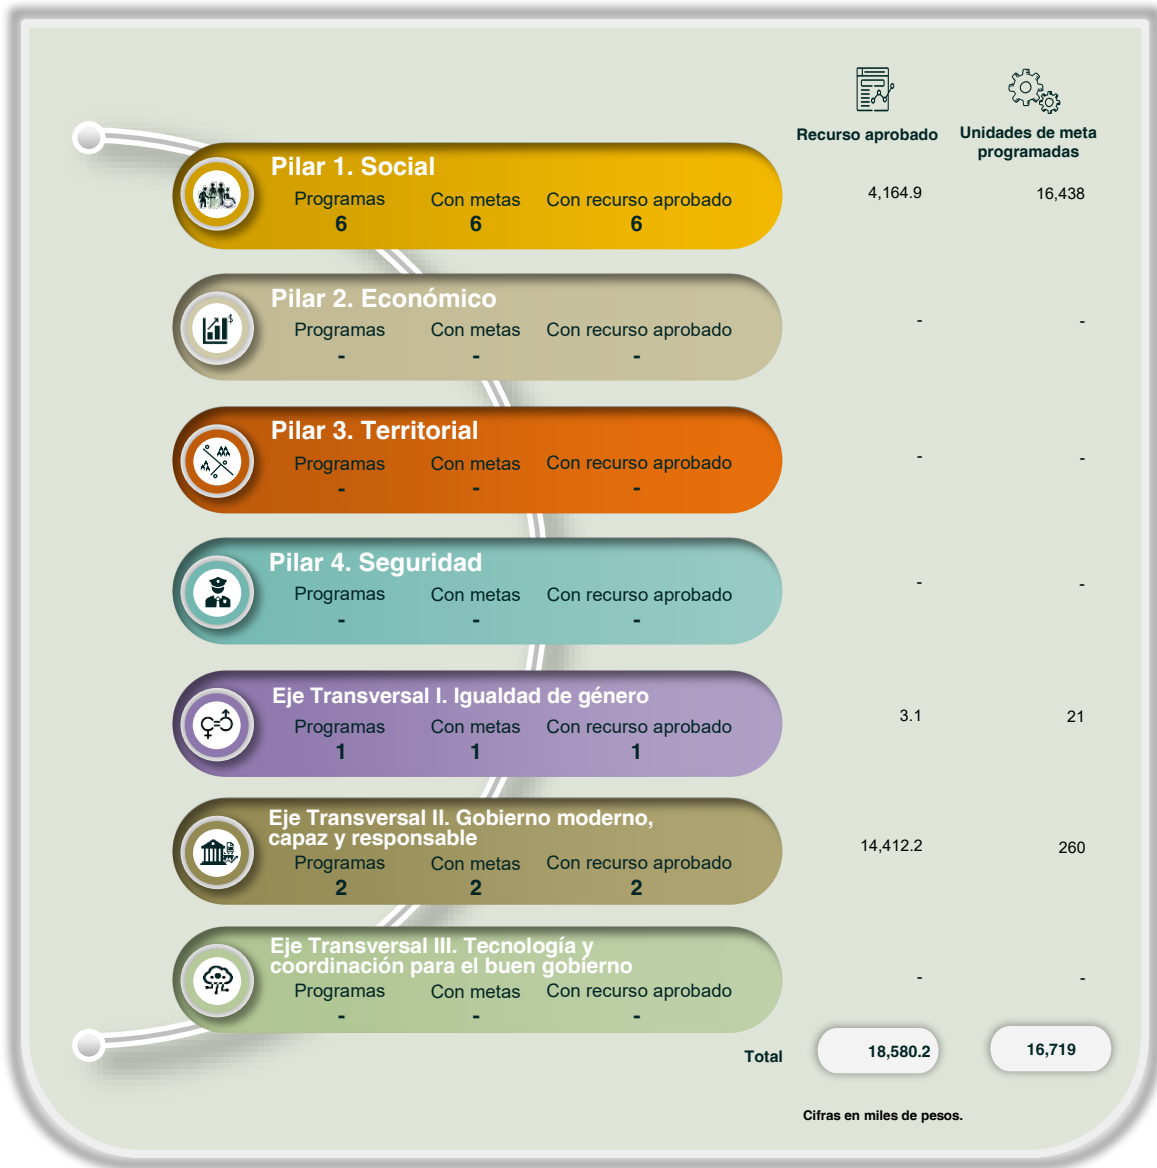 Recurso aprobado
Unidades de meta
programadas
Pilar 1. Social
Programas Con metas Con recurso aprobado
6 6 6
4,164.9 16,438
Pilar 2. Económico
Programas Con metas Con recurso aprobado
- - -
- -
Pilar 3. Territorial
Programas Con metas Con recurso aprobado
- - -
- -
Pilar 4. Seguridad
Programas Con metas Con recurso aprobado
- - -
- -
Eje Transversal I. Igualdad de género
Programas Con metas Con recurso aprobado
1 1 1
3.1 21
Eje Transversal II. Gobierno moderno,
capaz y responsable
Programas Con metas Con recurso aprobado
2 2 2
14,412.2 260
Eje Transversal III. Tecnología y
coordinación para el buen gobierno
Programas Con metas Con recurso aprobado
- - -
- -
Total 18,580.2 16,719
Cifras en miles de pesos.